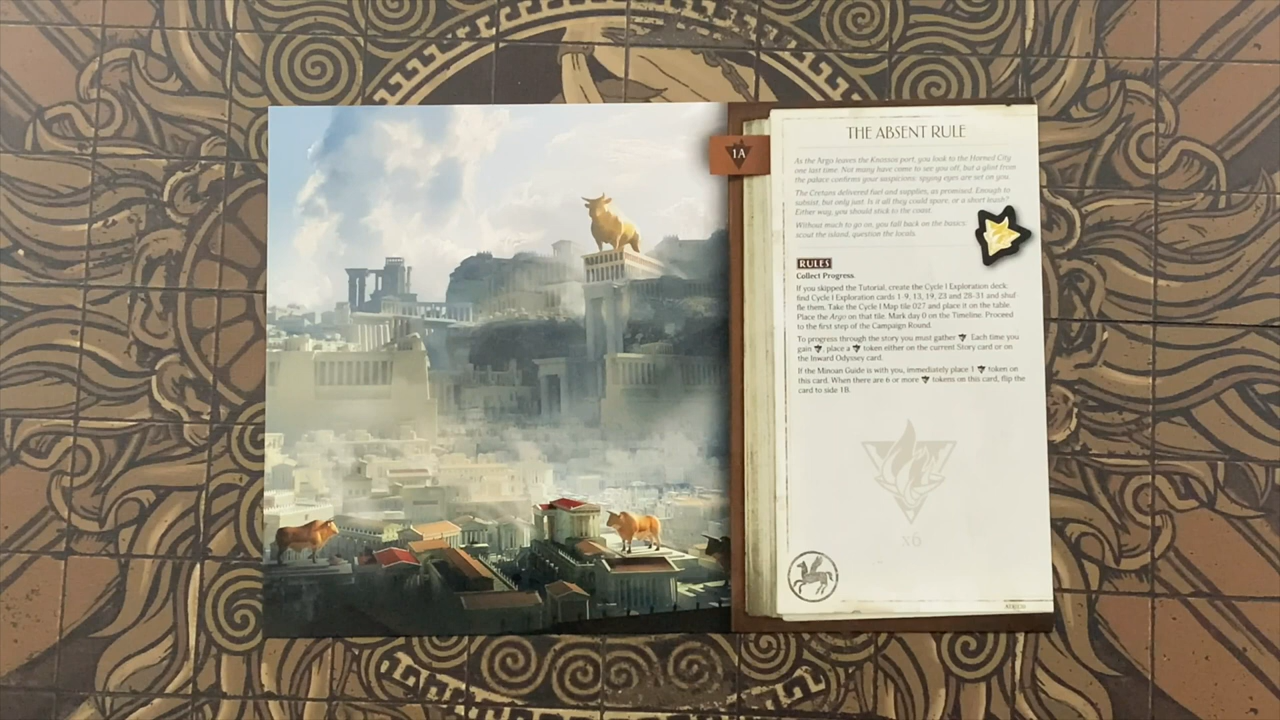 THE ABSENT RULE
1A
As the Argo leaves the Knossos port, you look to the Horned City
one last time. Not many have come to see you off, but a glint from
the palace confirms your suspicions: spying eyes are set on you.
The Cretans delivered fuel and supplies, as promised. Enough to
subsist, but only just. Is it all they could spare, or a short leash?
Either way, you should stick to the coast.
Without much to go on, you fall back on the basics:
scout the island, question the locals.
RULES
Collect Progress.
If you skipped the Tutorial, create the Cycle I Exploration deck:
find Cycle I Exploration cards 1-9, 13, 19, 23 and 28-31 and shuf
fle them. Take the Cycle I Map tile 027 and place it on the table.
Place the Argo on that tile. Mark day 0 on the Timeline. Proceed
to the first step of the Campaign Round.
To progress through the story you must gather . Each time you
gain , place a token either on the current Story card or on
the Inward Odyssey card.
If the Minoan Guide is with you, immediately place 1 token on
this card. When there are 6 or more tokens on this card, flip the
card to side 1B.
x6